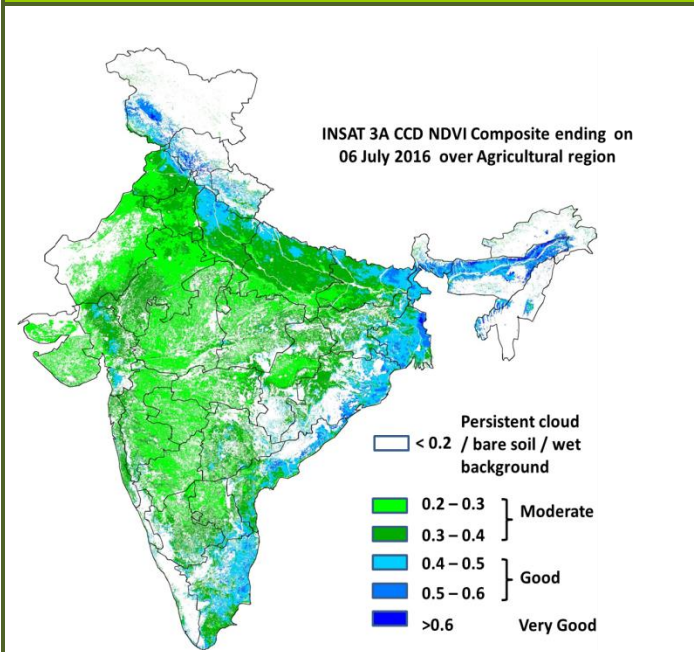 INSAT 3A CCD NDVI Composite ending on
06 July 2016 over Agricultural region
< 0.2 Persistent cloud
/ bare soil / wet
background
0.2 – 0.3
Moderate
0.3 – 0.4
0.4 – 0.5
Good
0.5 – 0.6
>0.6 Very Good